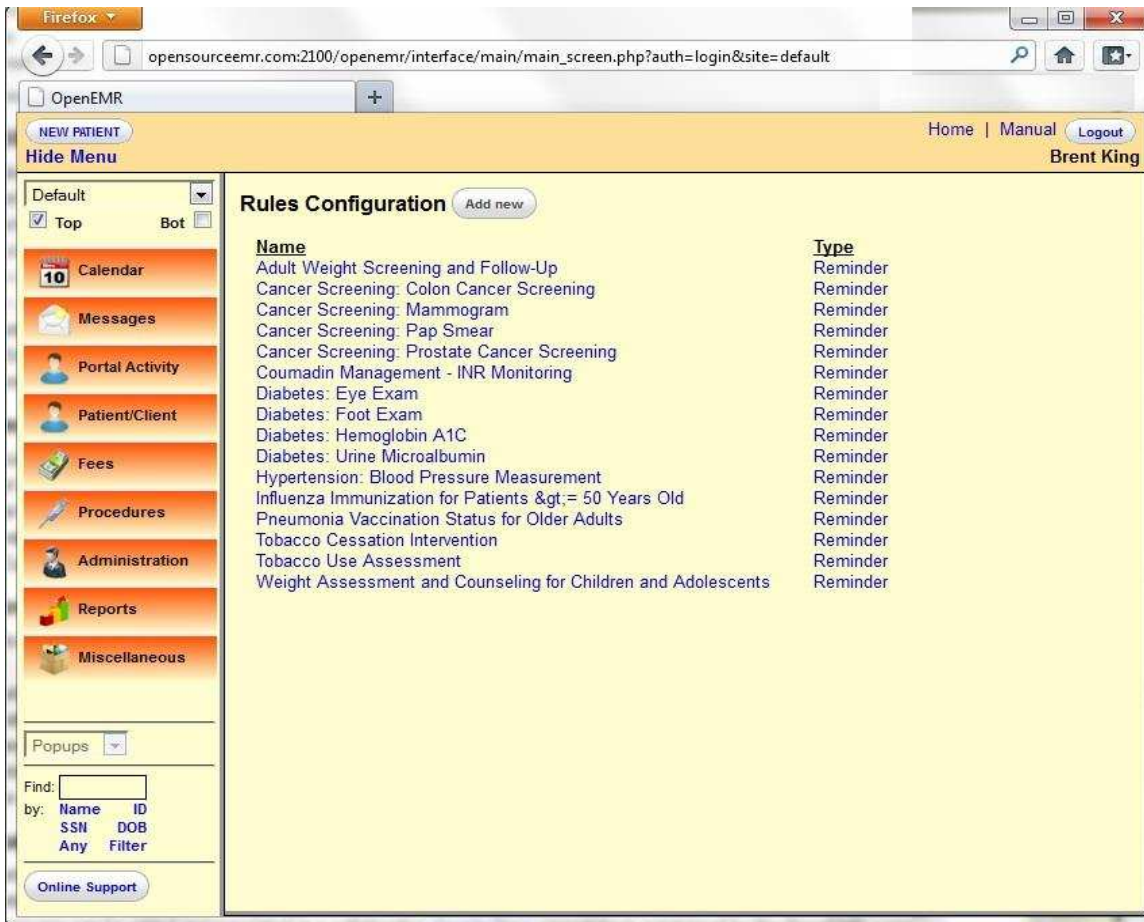 Firefox
opensourceemr.com:2100/openemr/interface/main/main_screen.php?auth=login&site=default
OpenEMR
NEW PATIENT
Home | Manual Logout
Hide Menu
Brent King
Default
Top Bot
Calendar
10
Messages
Portal Activity
Patient/Client
Fees
Procedures
Administration
Reports
Miscellaneous
Popups
Find:
by: Name ID
SSN DOB
Any Filter
Online Support
Rules Configuration Add new
Name Type
Adult Weight Screening and Follow-Up Reminder
Cancer Screening: Colon Cancer Screening Reminder
Cancer Screening: Mammogram Reminder
Cancer Screening: Pap Smear Reminder
Cancer Screening: Prostate Cancer Screening Reminder
Coumadin Management - INR Monitoring Reminder
Diabetes: Eye Exam Reminder
Diabetes: Foot Exam Reminder
Diabetes: Hemoglobin A1C Reminder
Diabetes: Urine Microalbumin Reminder
Hypertension: Blood Pressure Measurement Reminder
Influenza Immunization for Patients &gt;= 50 Years Old Reminder
Pneumonia Vaccination Status for Older Adults Reminder
Tobacco Cessation Intervention Reminder
Tobacco Use Assessment Reminder
Weight Assessment and Counseling for Children and Adolescents Reminder